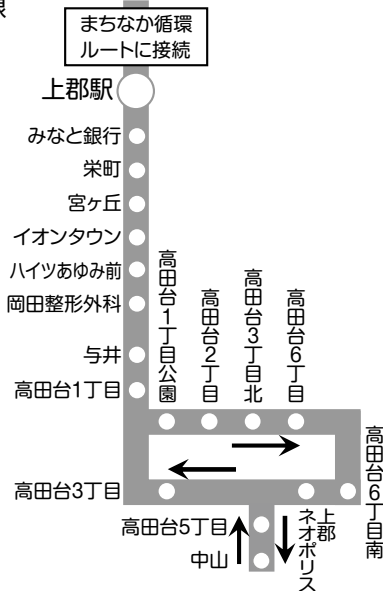 線
まちなか循環
ルートに接続
上郡駅
みなと銀行
栄町
宮ヶ丘
イオンタウン
ハイツあゆみ前
岡田整形外科
与井
高田台1丁目
高田台1丁目公園
高田台2丁目
高田台3丁目北
高田台6丁目
高田台6丁目南
高田台3丁目
上郡
ネオポリス
高田台5丁目
中山